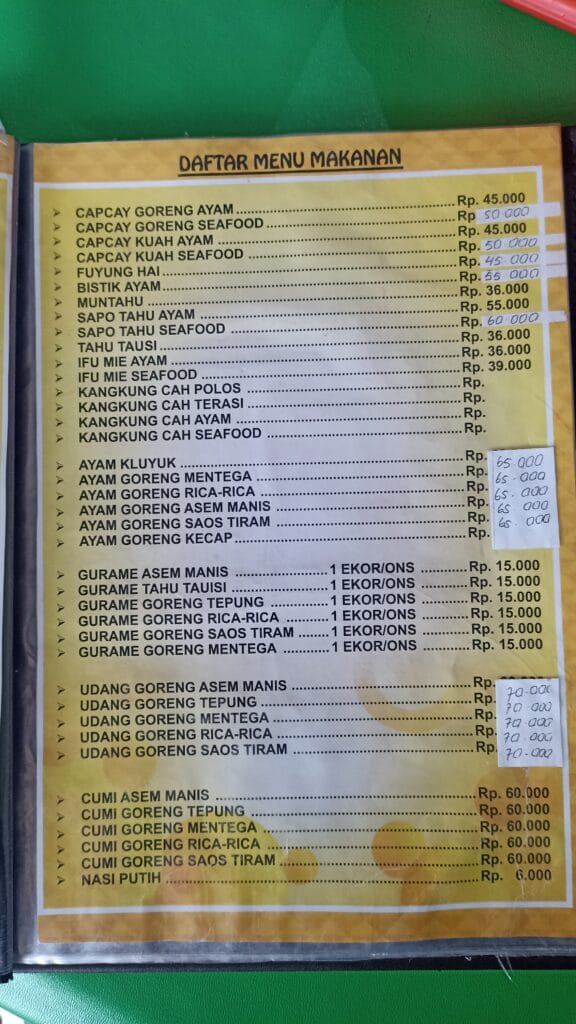 DAFTAR MENU MAKANAN
➢ CAPCAY GORENG AYAM Rp. 45.000
➢ CAPCAY GORENG SEAFOOD Rp 50 000
➢ CAPCAY KUAH AYAM Rp. 45.000
➢ CAPCAY KUAH SEAFOOD Rp. 50 000
➢ FUYUNG HAI Rp. 45.000
➢ BISTIK AYAM Rp. 55 000
➢ MUNTAHU Rp. 36.000
➢ SAPO TAHU AYAM Rp. 55.000
➢ SAPO TAHU SEAFOOD Rp. 60 000
➢ TAHU TAUSI Rp. 36.000
➢ IFU MIE AYAM Rp. 36.000
➢ IFU MIE SEAFOOD Rp. 39.000
➢ KANGKUNG CAH POLOS Rp.
➢ KANGKUNG CAH TERASI Rp.
➢ KANGKUNG CAH AYAM Rp.
➢ KANGKUNG CAH SEAFOOD Rp.
➢ AYAM KLUYUK Rp. 65.000
➢ AYAM GORENG MENTEGA Rp. 65.000
➢ AYAM GORENG RICA-RICA Rp. 65.000
➢ AYAM GORENG ASEM MANIS Rp. 65 000
➢ AYAM GORENG SAOS TIRAM Rp. 65.000
➢ AYAM GORENG KECAP Rp.
➢ GURAME ASEM MANIS 1 EKOR/ONS Rp. 15.000
➢ GURAME TAHU TAUISI 1 EKOR/ONS Rp. 15.000
➢ GURAME GORENG TEPUNG 1 EKOR/ONS Rp. 15.000
➢ GURAME GORENG RICA-RICA 1 EKOR/ONS Rp. 15.000
➢ GURAME GORENG SAOS TIRAM 1 EKOR/ONS Rp. 15.000
➢ GURAME GORENG MENTEGA 1 EKOR/ONS Rp. 15.000
➢ UDANG GORENG ASEM MANIS Rp. 70.000
➢ UDANG GORENG TEPUNG Rp. 70 000
➢ UDANG GORENG MENTEGA Rp. 70.000
➢ UDANG GORENG RICA-RICA Rp. 70.000
➢ UDANG GORENG SAOS TIRAM Rp. 70.000
➢ CUMI ASEM MANIS Rp. 60.000
➢ CUMI GORENG TEPUNG Rp. 60.000
➢ CUMI GORENG MENTEGA Rp. 60.000
➢ CUMI GORENG RICA-RICA Rp. 60.000
➢ CUMI GORENG SAOS TIRAM Rp. 60.000
➢ NASI PUTIH Rp. 6.000